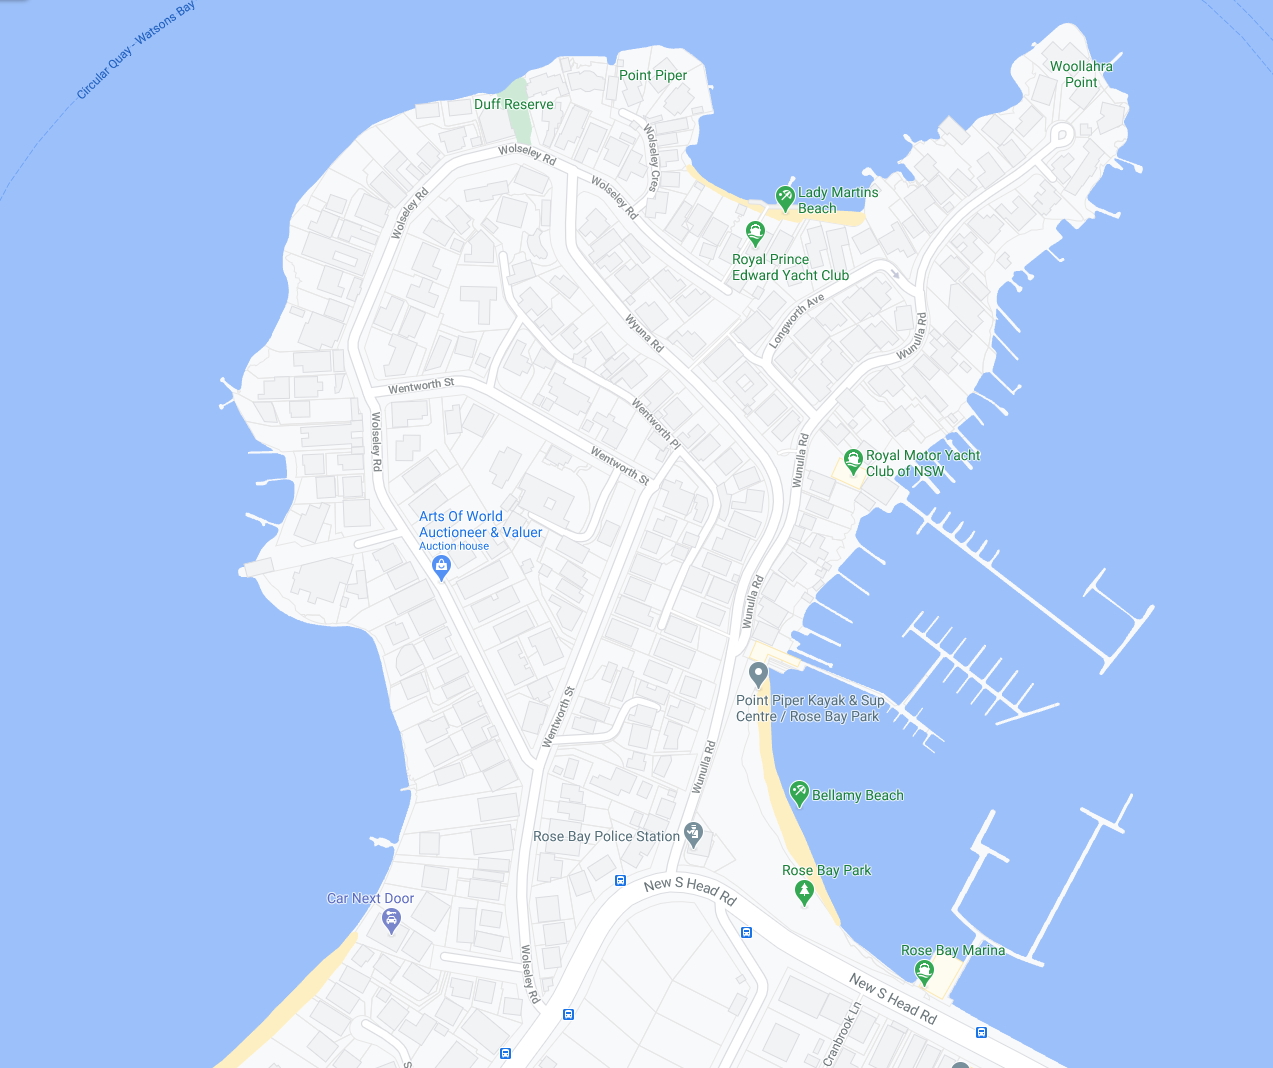 Circular Quay - Watsons Bay
Point Piper
Woollahra
Point
Duff Reserve
Wolseley Rd
Wolseley Cres
Wolseley Rd
Wolseley Rd
Lady Martins
Beach
Royal Prince
Edward Yacht Club
Longworth Ave
Wyuna Rd
Wunulla Rd
Wentworth St
Wolseley Rd
Wentworth Pl
Wentworth St
Wunulla Rd
Royal Motor Yacht
Club of NSW
Arts Of World
Auctioneer & Valuer
Auction house
Wunulla Rd
Point Piper Kayak & Sup
Centre / Rose Bay Park
Wentworth St
Wunulla Rd
Bellamy Beach
Rose Bay Police Station
Rose Bay Park
New S Head Rd
Car Next Door
Rose Bay Marina
Wolseley Rd
New S Head Rd
Cranbrook Ln
S